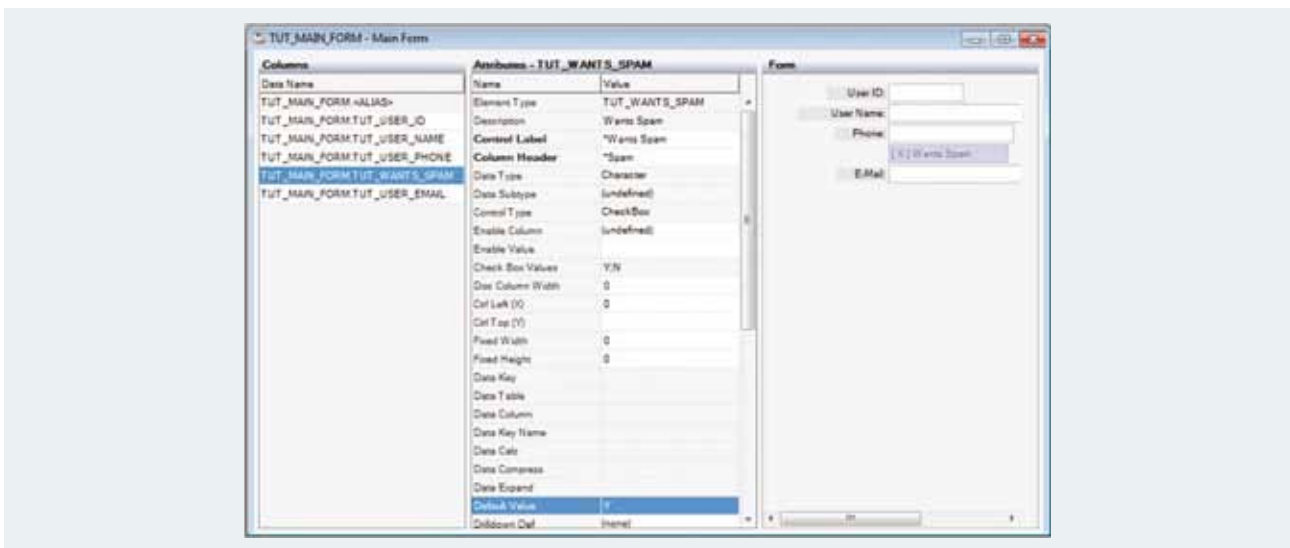 TUT_MAIN_FORM - Main Form
Columns
Data Name
TUT_MAIN_FORM.<ALIAS>
TUT_MAIN_FORM.TUT_USER_ID
TUT_MAIN_FORM.TUT_USER_NAME
TUT_MAIN_FORM.TUT_USER_PHONE
TUT_MAIN_FORM.TUT_WANTS_SPAM
TUT_MAIN_FORM.TUT_USER_EMAIL
Attributes - TUT_WANTS_SPAM
Name Value
Element Type TUT_WANTS_SPAM
Description Wants Spam
Control Label *Wants Spam
Column Header *Spam
Data Type Character
Data Subtype (undefined)
Control Type CheckBox
Enable Column (undefined)
Enable Value
Check Box Values Y;N
Doc Column Width 0
Ctrl Left (X) 0
Ctrl Top (Y)
Fixed Width 0
Fixed Height 0
Data Key
Data Table
Data Column
Data Key Name
Data Calc
Data Compress
Data Expand
Default Value Y
Drilldown Def (none)
Form
User ID:
User Name:
Phone:
[ X ] Wants Spam
E-Mail: